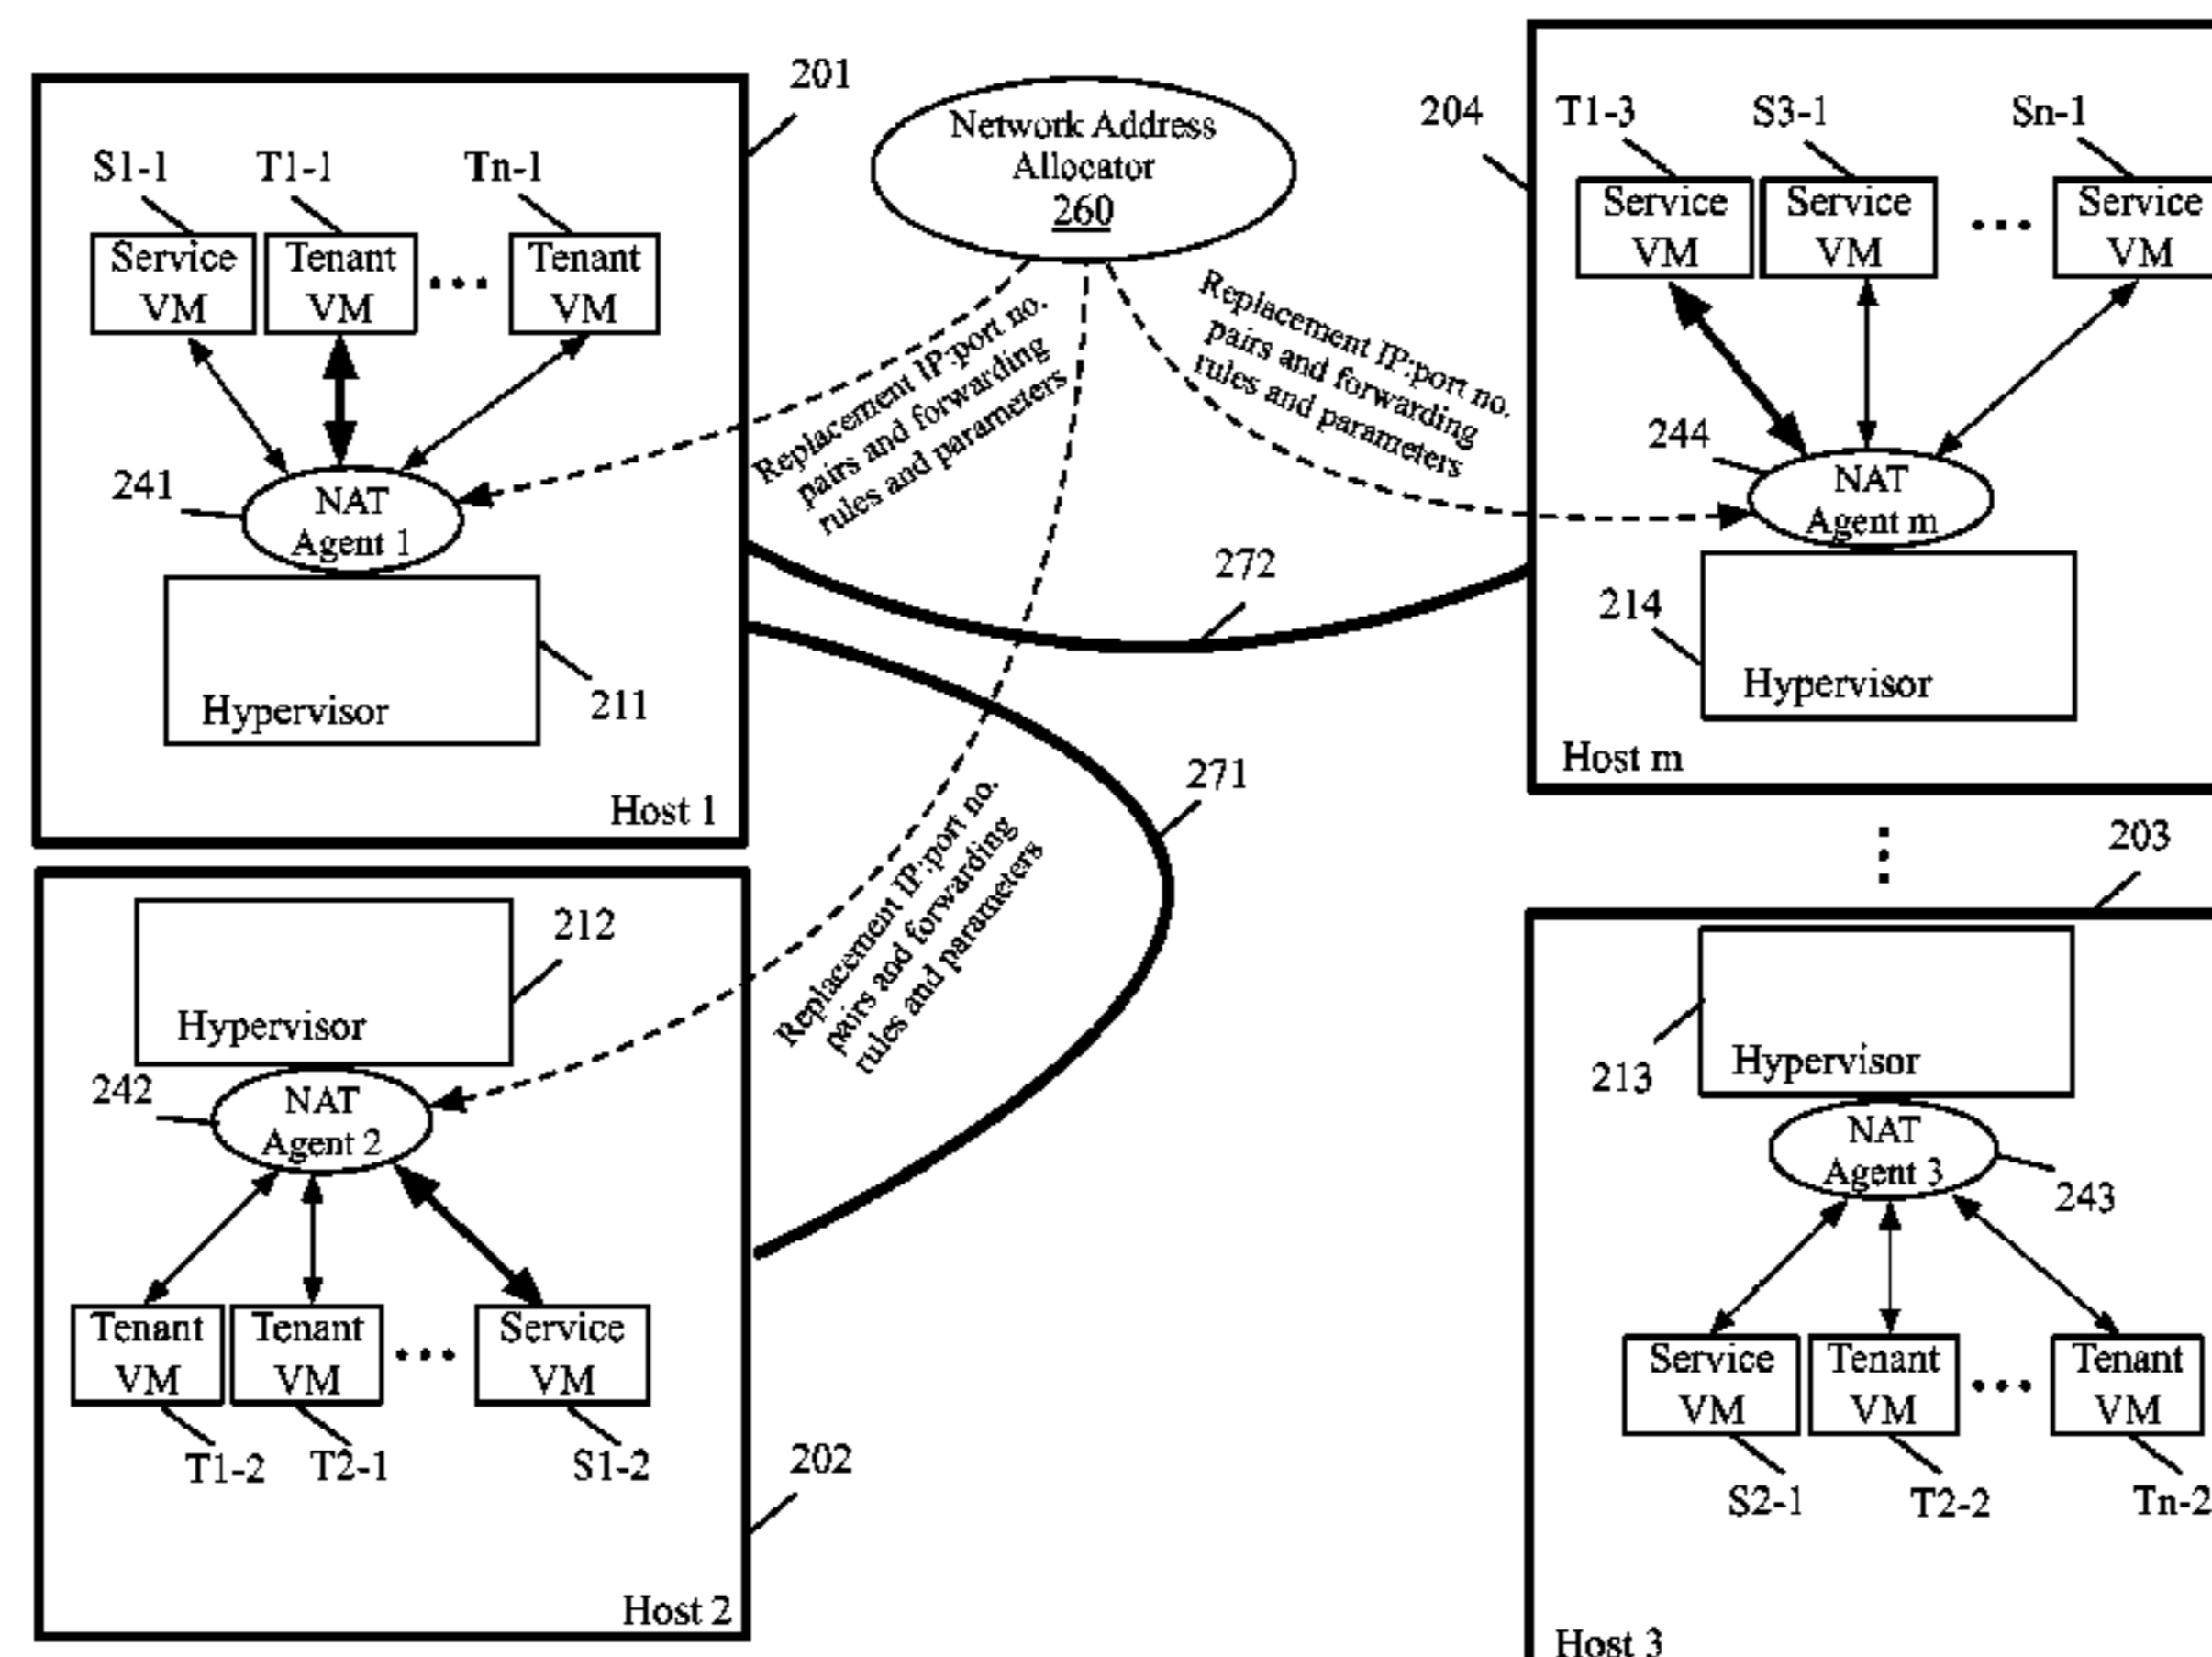 201
S1-1
T1-1
Tn-1
Service
VM
Tenant
VM
Tenant
VM
241
NAT
Agent 1
Hypervisor
211
Host 1
Network Address
Allocator
260
Replacement IP:port no.
pairs and forwarding
rules and parameters
Replacement IP:port no.
pairs and forwarding
rules and parameters
Replacement IP:port no.
pairs and forwarding
rules and parameters
272
271
204
T1-3
S3-1
Sn-1
Service
VM
Service
VM
Service
VM
244
NAT
Agent m
214
Hypervisor
Host m
212
Hypervisor
242
NAT
Agent 2
Tenant
VM
Tenant
VM
Service
VM
T1-2
T2-1
S1-2
202
Host 2
203
213
Hypervisor
NAT
Agent 3
243
Service
VM
Tenant
VM
Tenant
VM
S2-1
T2-2
Tn-2
Host 3